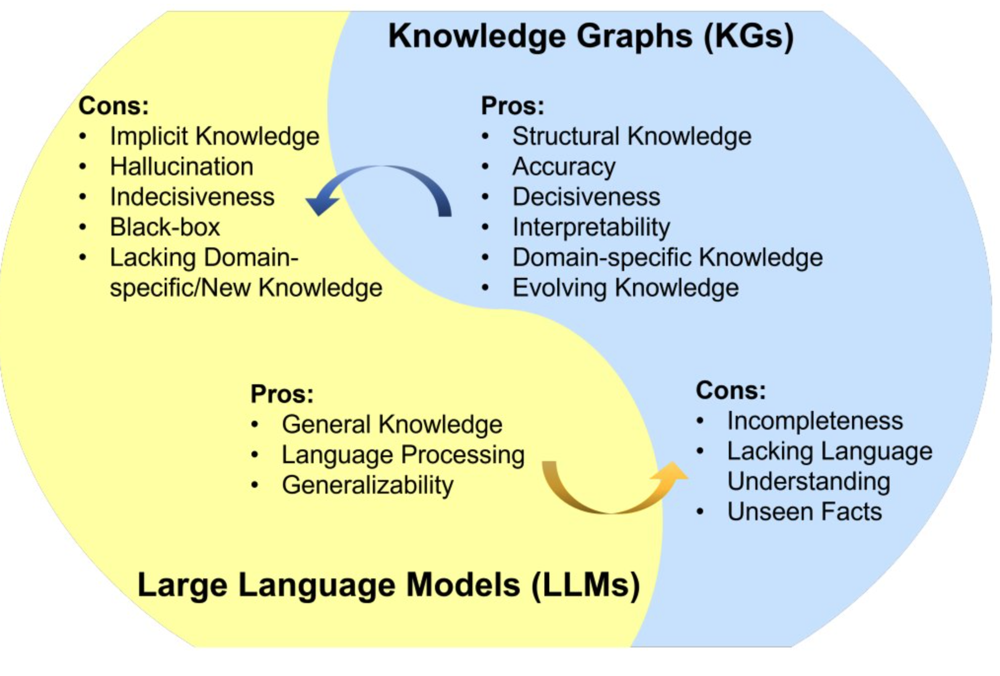 Knowledge Graphs (KGs)
Cons:
• Implicit Knowledge
• Hallucination
• Indecisiveness
• Black-box
• Lacking Domain-
specific/New Knowledge
Pros:
• Structural Knowledge
• Accuracy
• Decisiveness
• Interpretability
• Domain-specific Knowledge
• Evolving Knowledge
Pros:
• General Knowledge
• Language Processing
• Generalizability
Cons:
• Incompleteness
• Lacking Language
Understanding
• Unseen Facts
Large Language Models (LLMs)